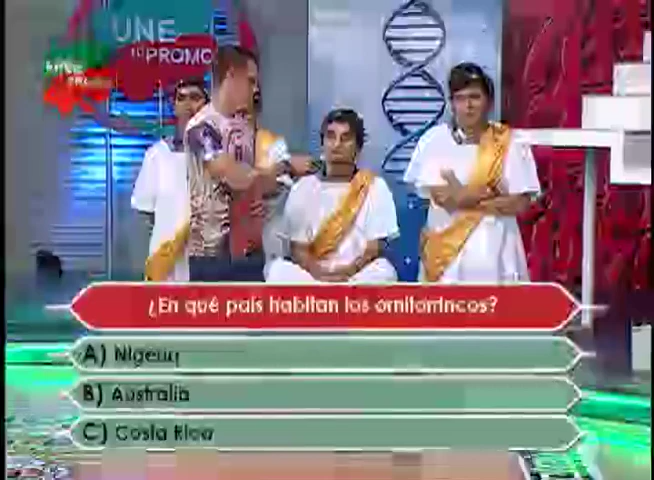 UNE
PROMO
¿En qué país habitan los ornitorrincos?
A) Nigeria
B) Australia
C) Costa Rica